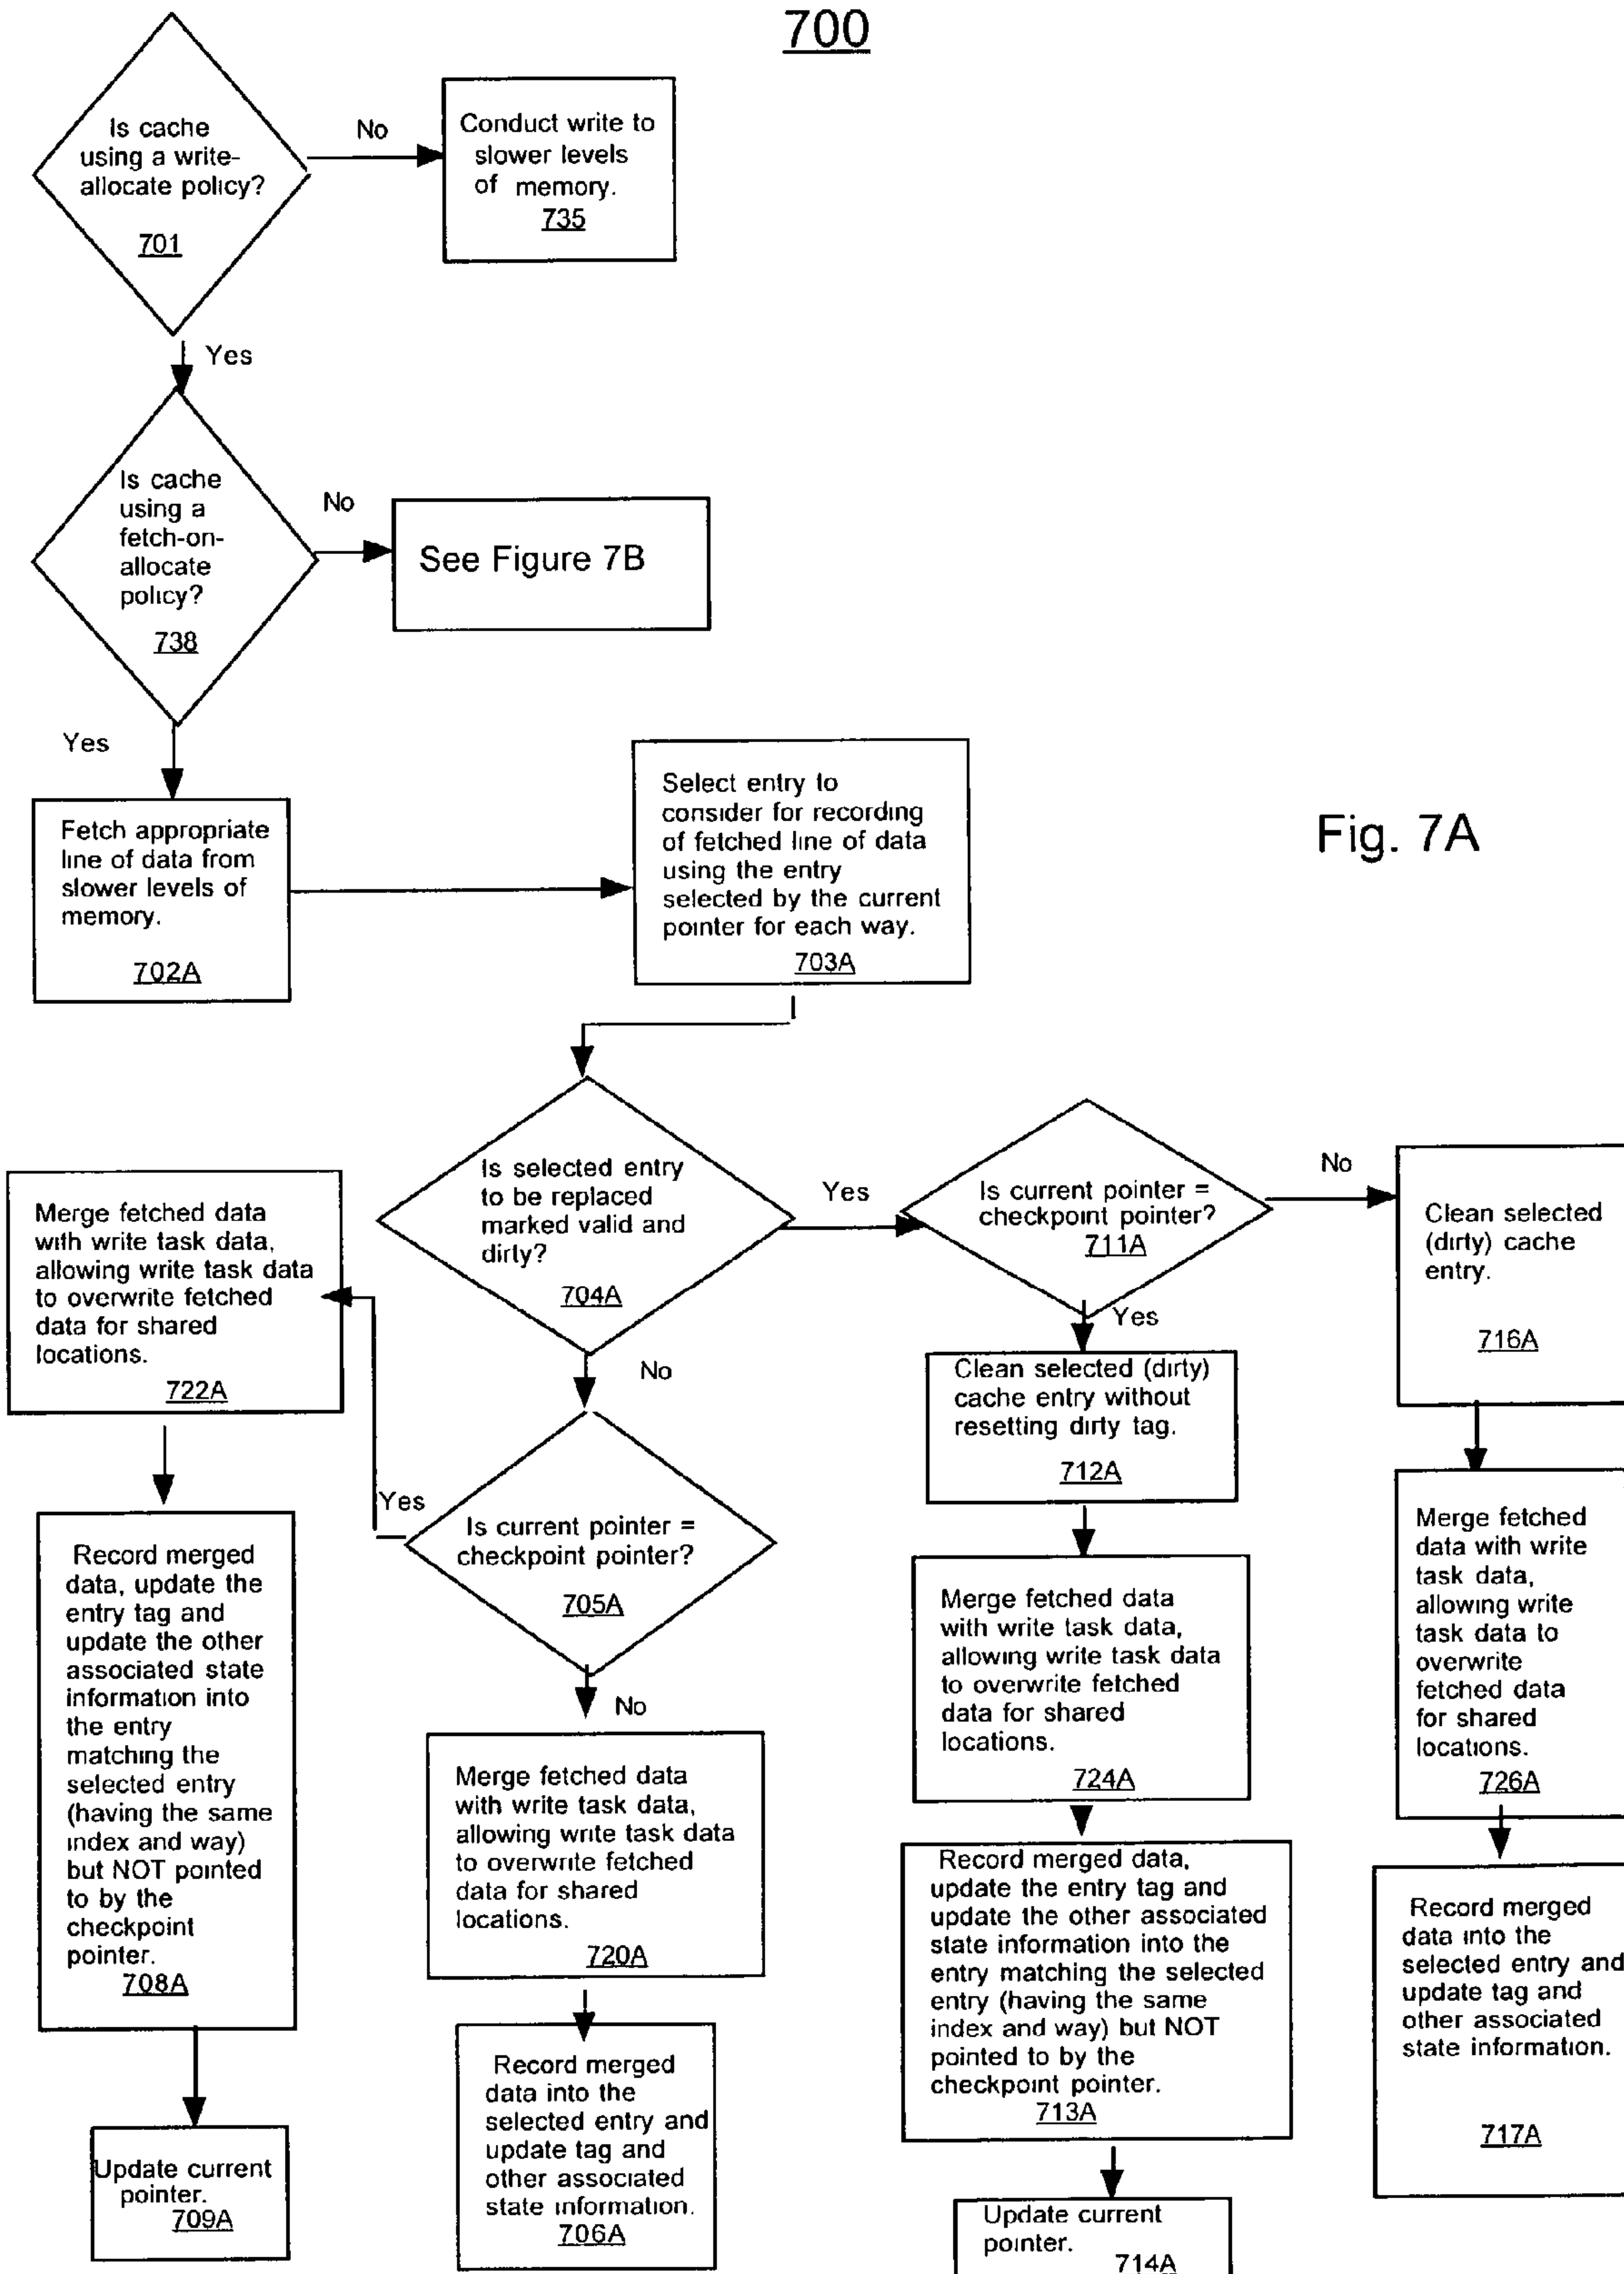 700
Is cache
using a write-
allocate policy?
701
No
Conduct write to
slower levels
of memory.
735
Yes
Is cache
using a
fetch-on-
allocate
policy?
738
No
See Figure 7B
Yes
Fetch appropriate
line of data from
slower levels of
memory.
702A
Select entry to
consider for recording
of fetched line of data
using the entry
selected by the current
pointer for each way.
703A
Fig. 7A
Is selected entry
to be replaced
marked valid and
dirty?
704A
Yes
Is current pointer =
checkpoint pointer?
711A
No
Clean selected
(dirty) cache
entry.
716A
Merge fetched data
with write task data,
allowing write task data
to overwrite fetched
data for shared
locations.
722A
No
Yes
Clean selected (dirty)
cache entry without
resetting dirty tag.
712A
Yes
Is current pointer =
checkpoint pointer?
705A
Record merged
data, update the
entry tag and
update the other
associated state
information into
the entry
matching the
selected entry
(having the same
index and way)
but NOT pointed
to by the
checkpoint
pointer.
708A
No
Merge fetched data
with write task data,
allowing write task data
to overwrite fetched
data for shared
locations.
720A
Merge fetched data
with write task data,
allowing write task data
to overwrite fetched
data for shared
locations.
724A
Merge fetched
data with write
task data,
allowing write
task data to
overwrite
fetched data
for shared
locations.
726A
Update current
pointer.
709A
Record merged
data into the
selected entry and
update tag and
other associated
state information.
706A
Record merged data,
update the entry tag and
update the other associated
state information into the
entry matching the selected
entry (having the same
index and way) but NOT
pointed to by the
checkpoint pointer.
713A
Record merged
data into the
selected entry and
update tag and
other associated
state information.
717A
Update current
pointer.
714A